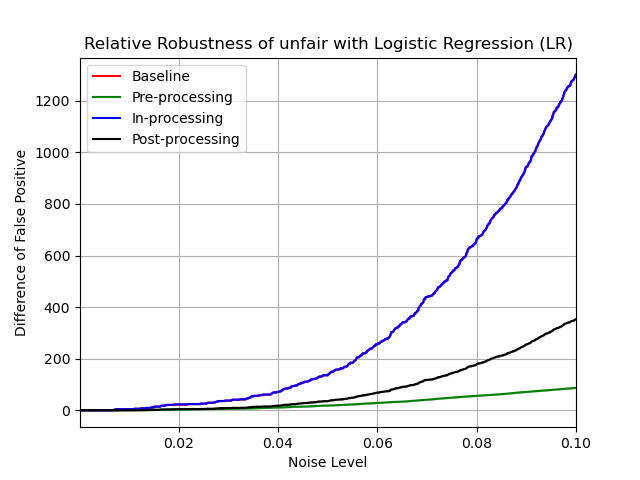 Relative Robustness of unfair with Logistic Regression (LR)
Baseline
Pre-processing
In-processing
Post-processing
1200
1000
800
600
400
200
0
Difference of False Positive
0.02 0.04 0.06 0.08 0.10
Noise Level